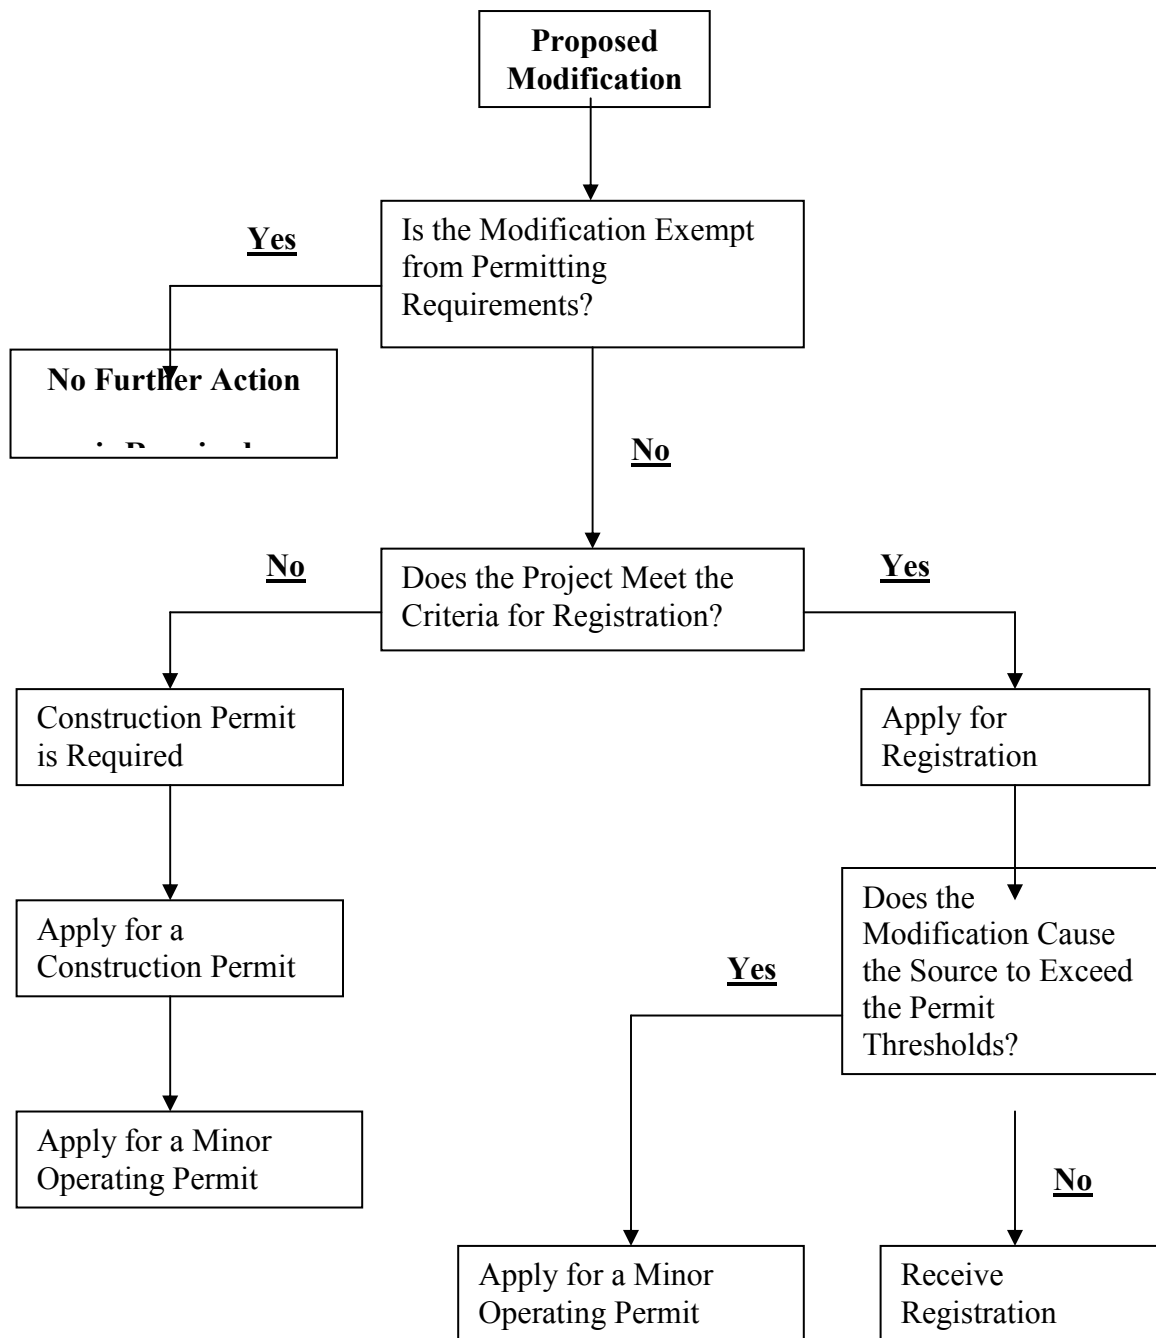 Proposed
Modification
Yes
Is the Modification Exempt
from Permitting
Requirements?
No Further Action
No
No
Does the Project Meet the
Criteria for Registration?
Yes
Construction Permit
is Required
Apply for
Registration
Apply for a
Construction Permit
Does the
Modification Cause
the Source to Exceed
the Permit
Thresholds?
Yes
Apply for a Minor
Operating Permit
No
Apply for a Minor
Operating Permit
Receive
Registration